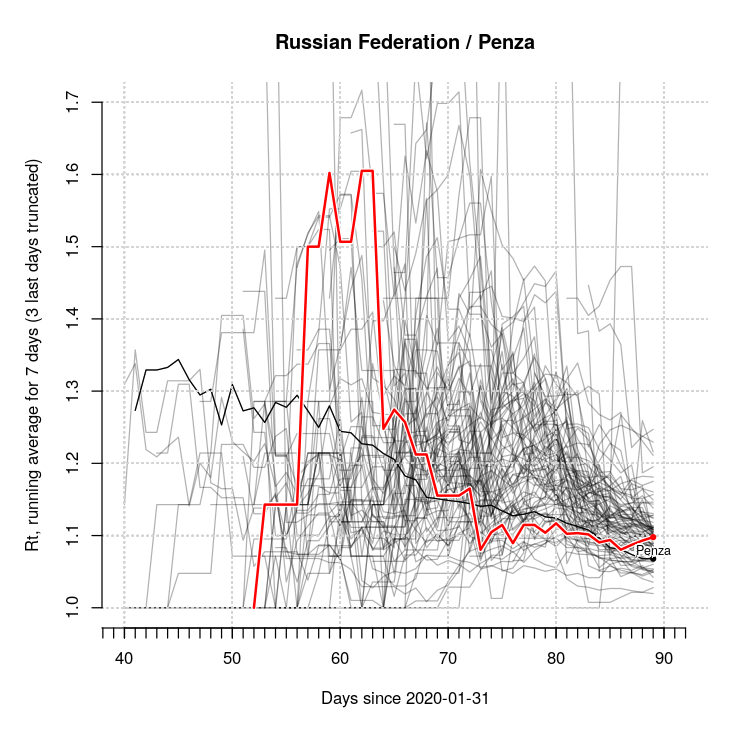 Russian Federation / Penza
Rt, running average for 7 days (3 last days truncated)
1.7
1.6
1.5
1.4
1.3
1.2
1.1
1.0
Penza
40 50 60 70 80 90
Days since 2020-01-31